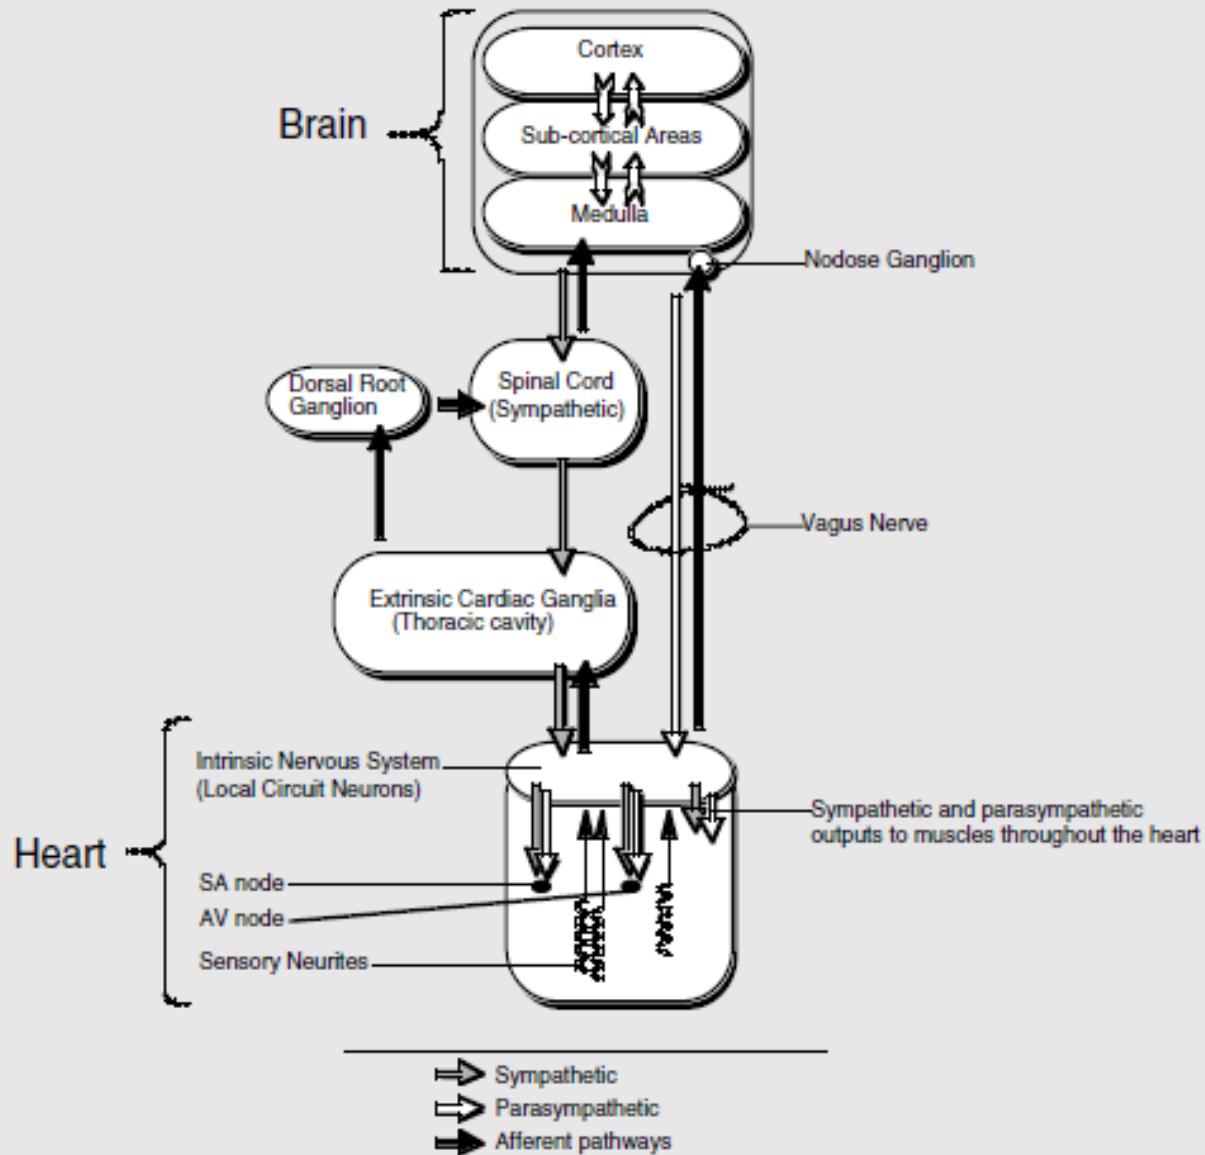 Cortex
Brain
Sub-cortical Areas
Medulla
Nodose Ganglion
Dorsal Root
Ganglion
Spinal Cord
(Sympathetic)
Vagus Nerve
Extrinsic Cardiac Ganglia
(Thoracic cavity)
Intrinsic Nervous System
(Local Circuit Neurons)
Sympathetic and parasympathetic
outputs to muscles throughout the heart
Heart
SA node
AV node
Sensory Neurites
Sympathetic
Parasympathetic
Afferent pathways